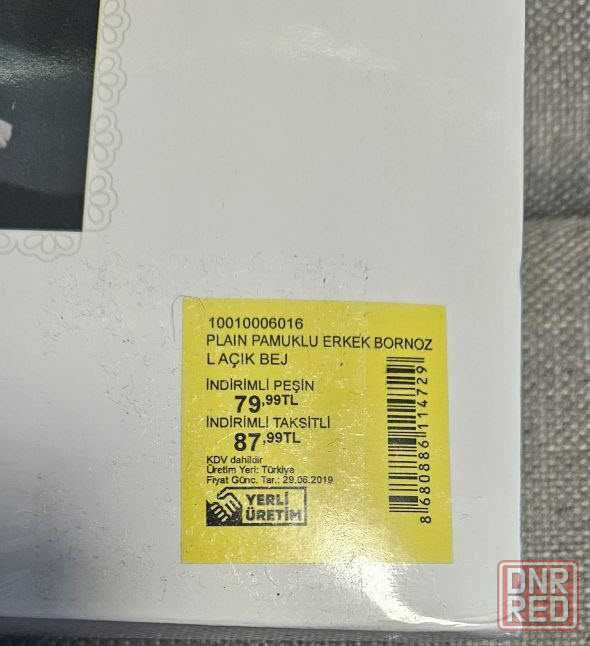 10010006016
PLAIN PAMUKLU ERKEK BORNOZ
L AÇIK BEJ
İNDİRİMLİ PEŞİN
79,99TL
İNDİRİMLİ TAKSİTLİ
87,99TL
KDV dahildir
Üretim Yeri: Türkiye
Fiyat Günc. Tar.: 29.06.2019
YERLİ
ÜRETİM
8680886114729
DNR
RED